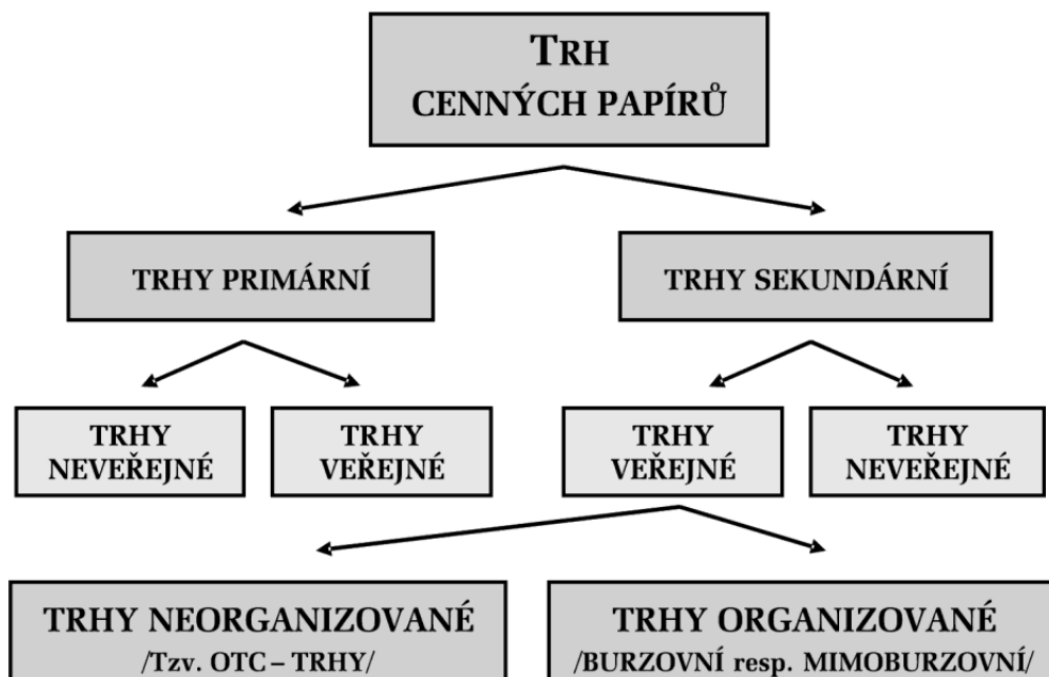 TRH
CENNÝCH PAPÍRŮ
TRHY PRIMÁRNÍ
TRHY SEKUNDÁRNÍ
TRHY
NEVEŘEJNÉ
TRHY
VEŘEJNÉ
TRHY
VEŘEJNÉ
TRHY
NEVEŘEJNÉ
TRHY NEORGANIZOVANÉ
/Tzv. OTC – TRHY/
TRHY ORGANIZOVANÉ
/BURZOVNÍ resp. MIMOBURZOVNÍ/